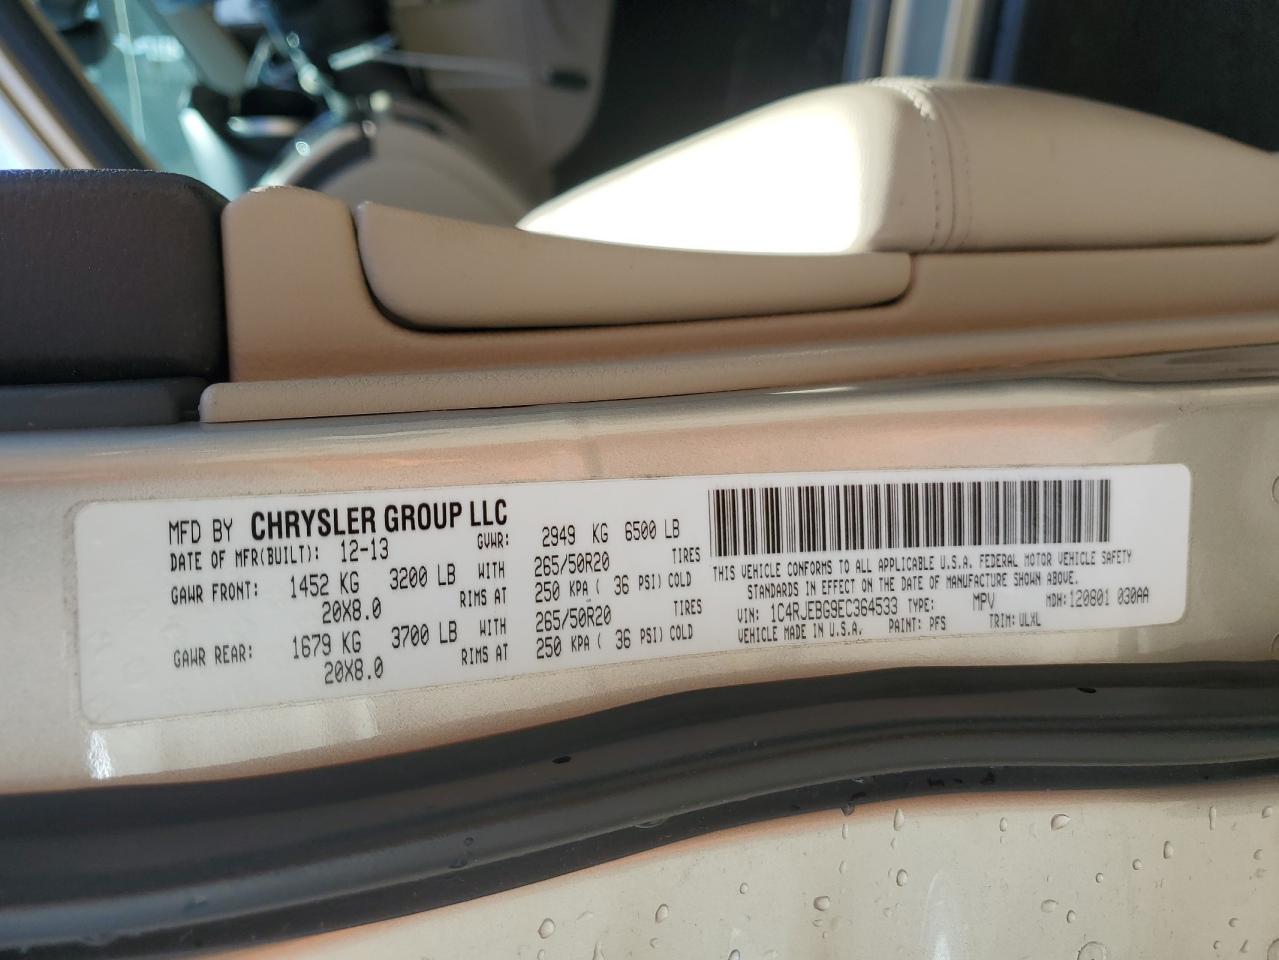 MFD BY CHRYSLER GROUP LLC
DATE OF MFR(BUILT): 12-13 GVWR: 2949 KG 6500 LB
GAWR FRONT: 1452 KG 3200 LB WITH 265/50R20 TIRES
20X8.0 RIMS AT 250 KPA ( 36 PSI) COLD
GAWR REAR: 1679 KG 3700 LB WITH 265/50R20 TIRES
20X8.0 RIMS AT 250 KPA ( 36 PSI) COLD
THIS VEHICLE CONFORMS TO ALL APPLICABLE U.S.A. FEDERAL MOTOR VEHICLE SAFETY
STANDARDS IN EFFECT ON THE DATE OF MANUFACTURE SHOWN ABOVE.
VIN: 1C4RJEBG9EC364533 TYPE: MPV MDH:120801 030AA
VEHICLE MADE IN U.S.A. PAINT: PFS TRIM: ULXL